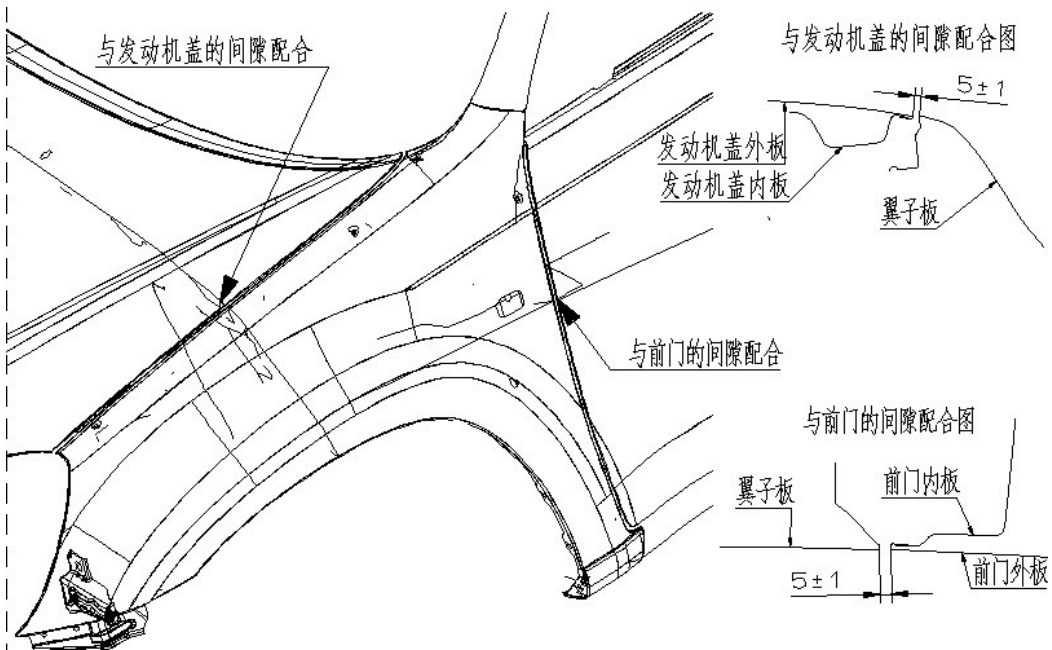 与发动机盖的间隙配合
与发动机盖的间隙配合图
5±1
发动机盖外板
发动机盖内板
翼子板
与前门的间隙配合
与前门的间隙配合图
翼子板
前门内板
前门外板
5±1